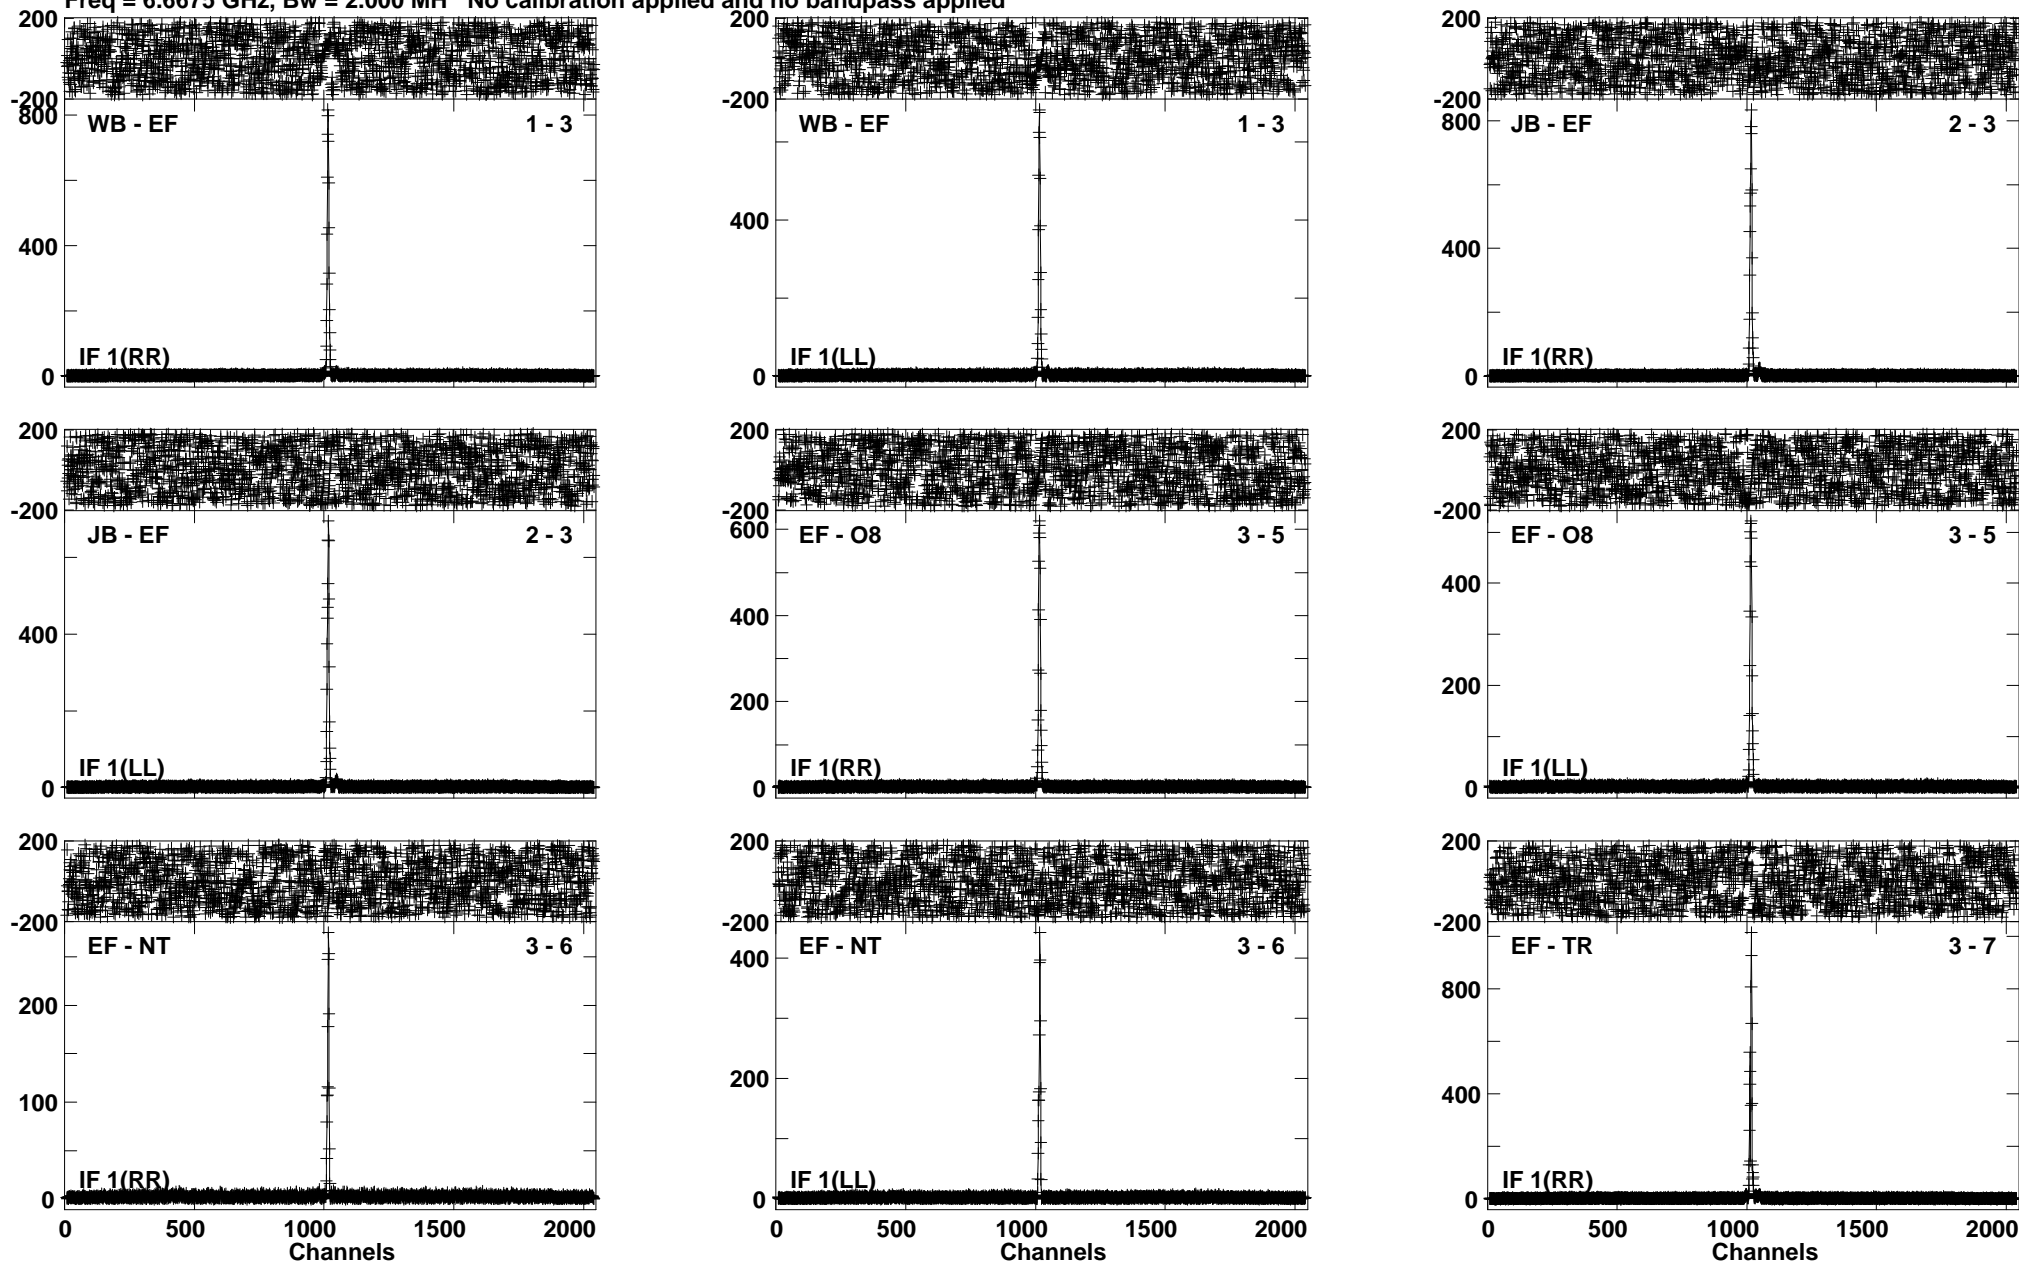 Freq = 6.6675 GHz, Bw = 2.000 MH No calibration applied and no bandpass applied
200
-200
800
400
0
WB - EF
1 - 3
IF 1(RR)
200
-200
400
0
WB - EF
1 - 3
IF 1(LL)
200
-200
800
400
0
JB - EF
2 - 3
IF 1(RR)
200
-200
400
0
JB - EF
2 - 3
IF 1(LL)
200
-200
600
400
200
0
EF - O8
3 - 5
IF 1(RR)
200
-200
400
200
0
EF - O8
3 - 5
IF 1(LL)
200
-200
200
100
0
EF - NT
3 - 6
IF 1(RR)
0 500 1000 1500 2000
Channels
200
-200
400
200
0
EF - NT
3 - 6
IF 1(LL)
0 500 1000 1500 2000
Channels
200
-200
800
400
0
EF - TR
3 - 7
IF 1(RR)
0 500 1000 1500 2000
Channels